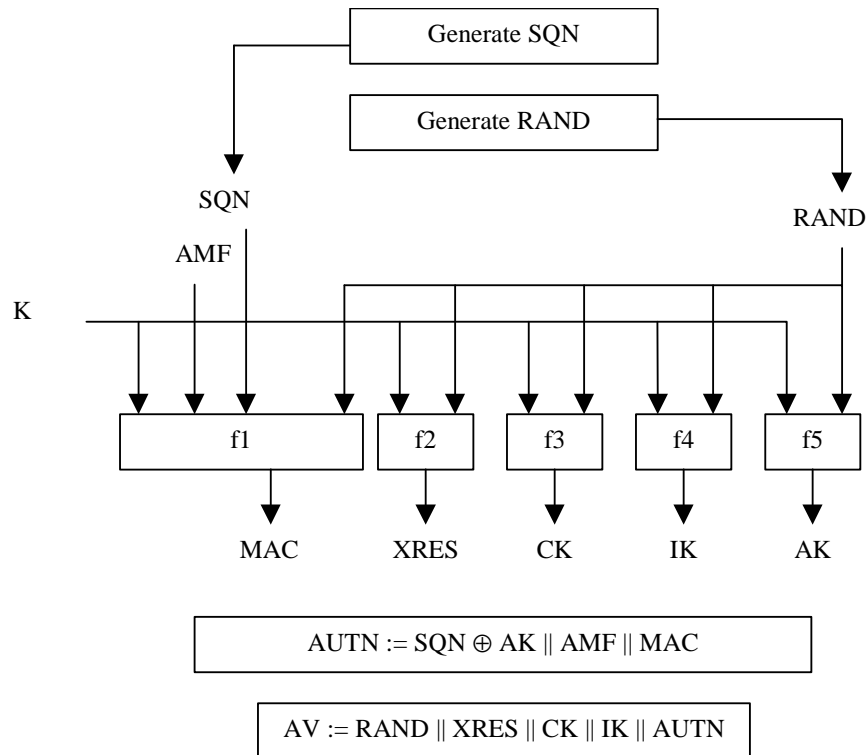 Generate SQN
Generate RAND
SQN
RAND
AMF
K
f1
f2
f3
f4
f5
MAC
XRES
CK
IK
AK
AUTN := SQN ⊕ AK || AMF || MAC
AV := RAND || XRES || CK || IK || AUTN